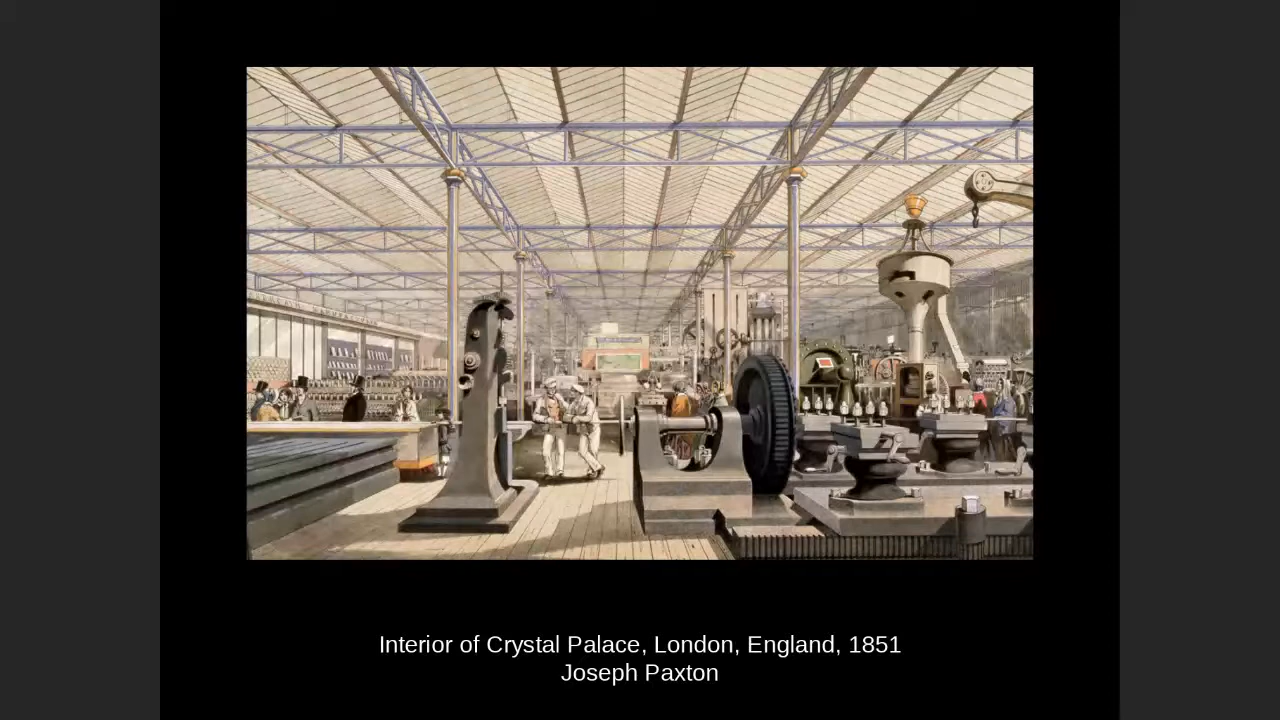 Interior of Crystal Palace, London, England, 1851
Joseph Paxton